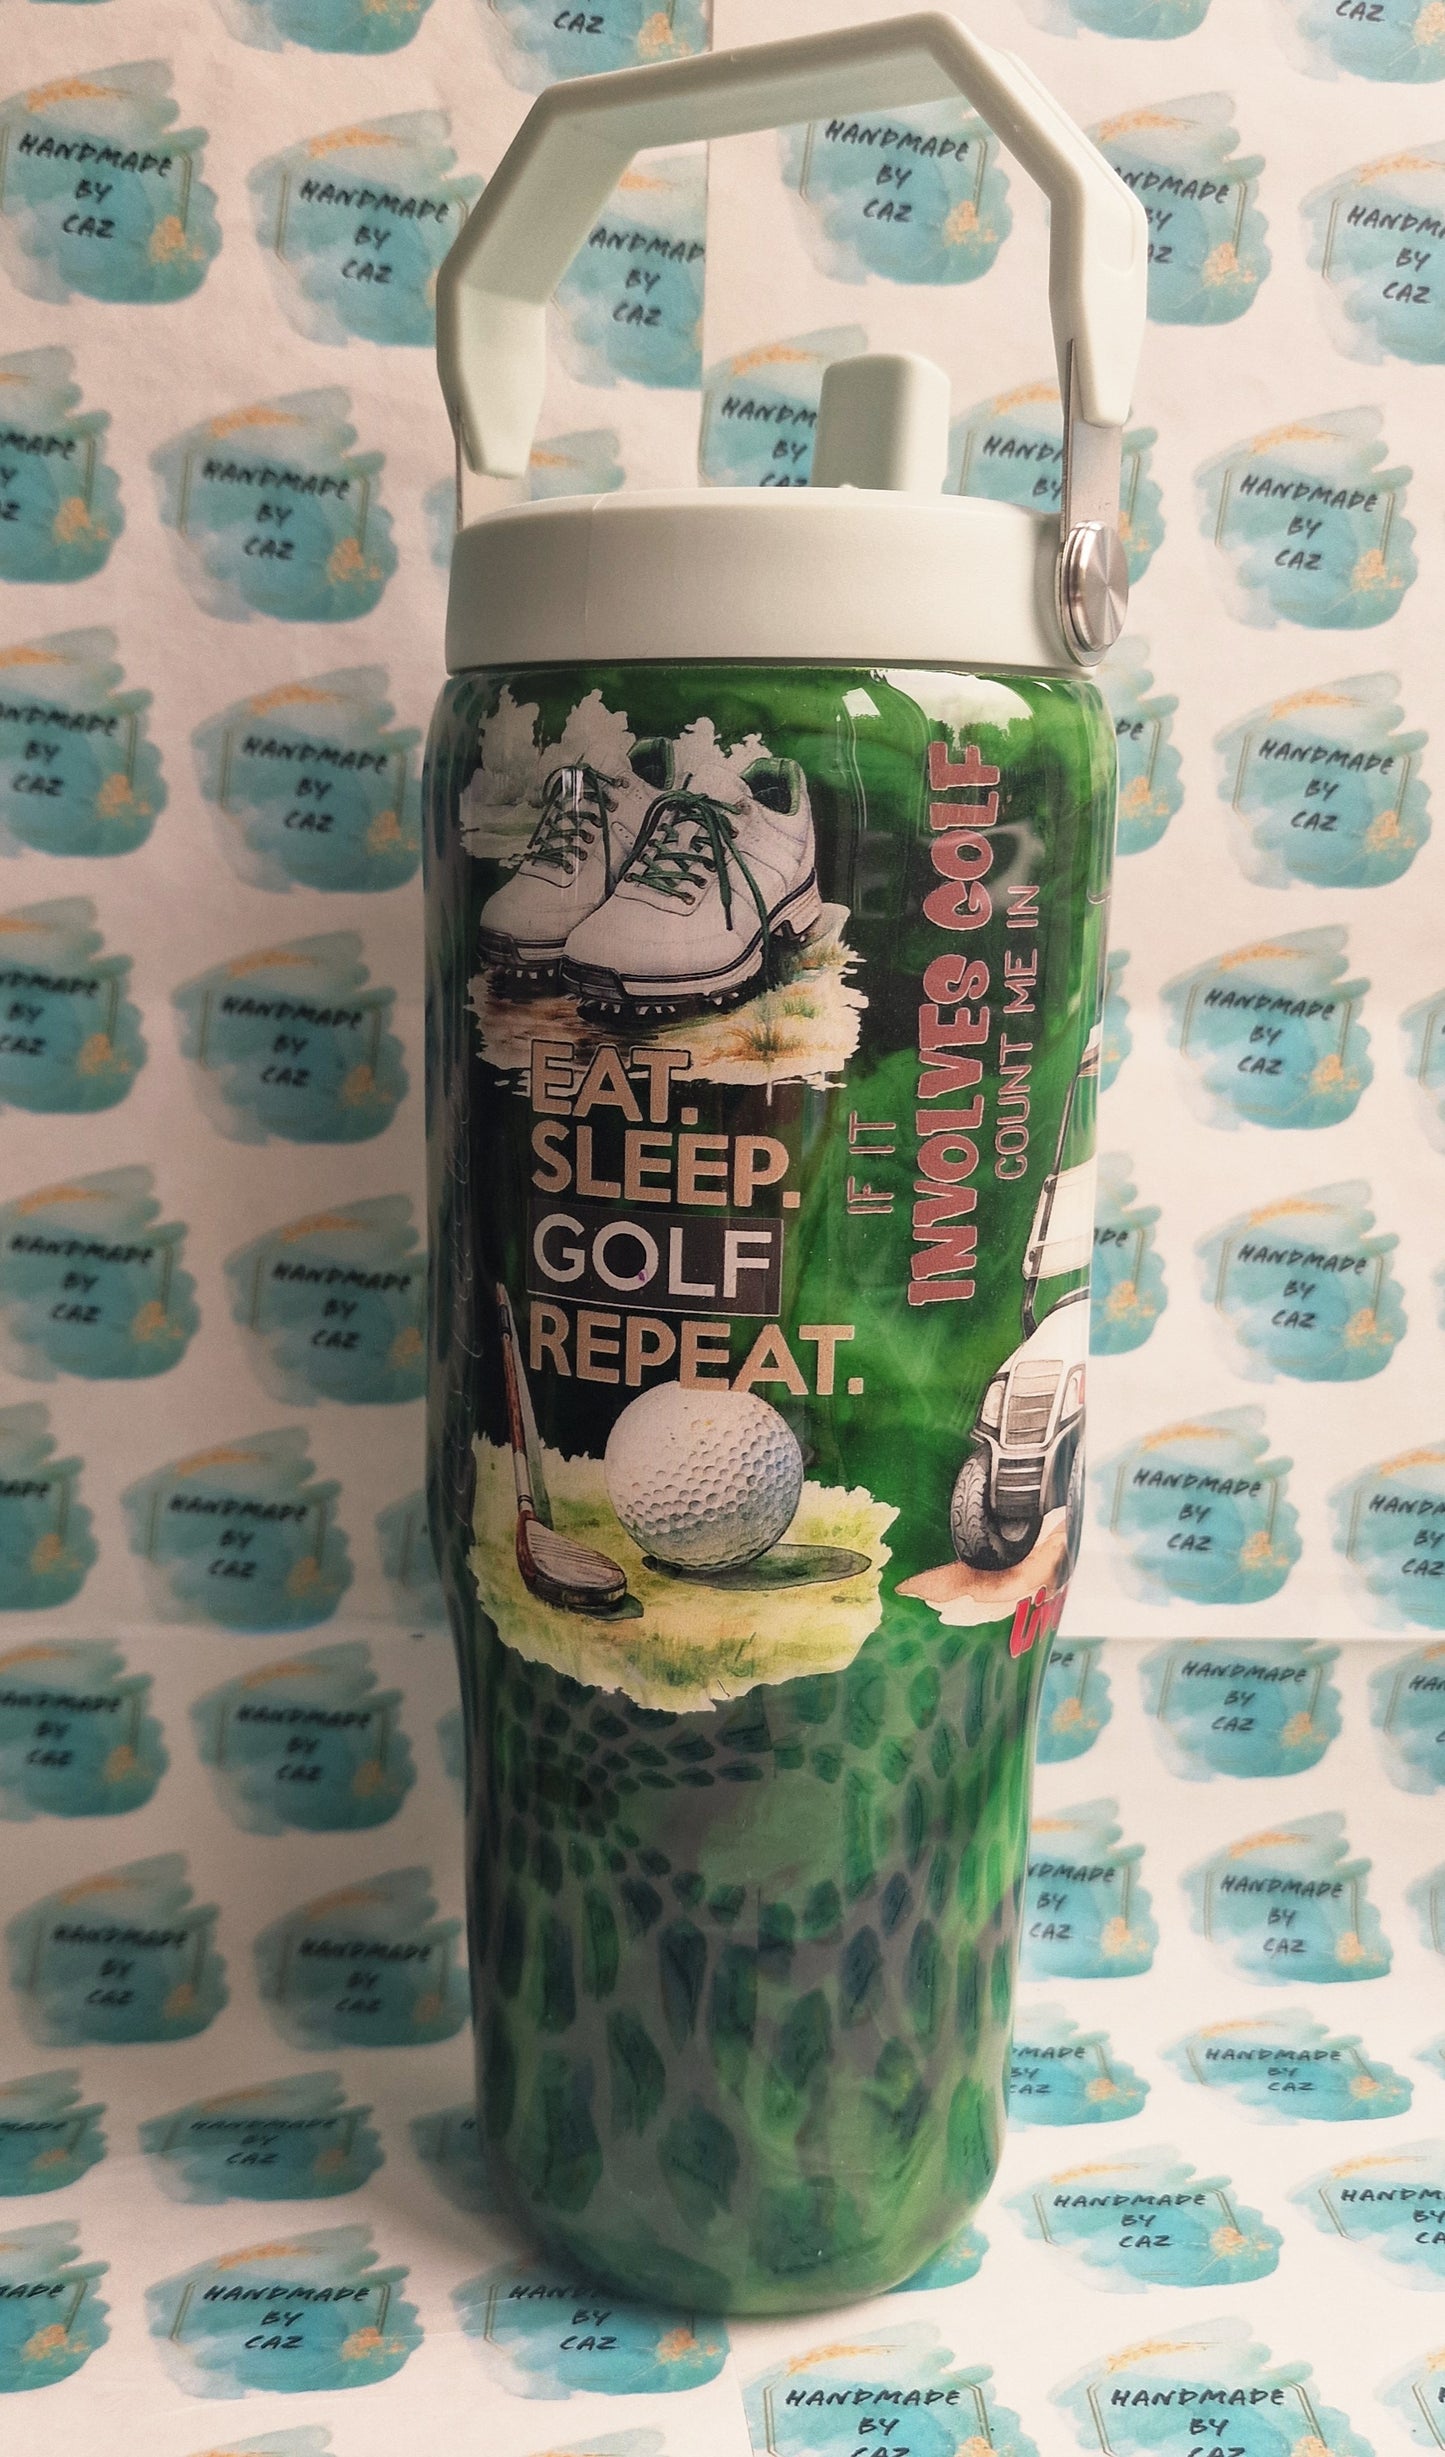 EAT.
SLEEP.
GOLF
REPEAT.
IF IT
INVOLVES GOLF
COUNT ME IN
HANDMADE
BY
CAZ